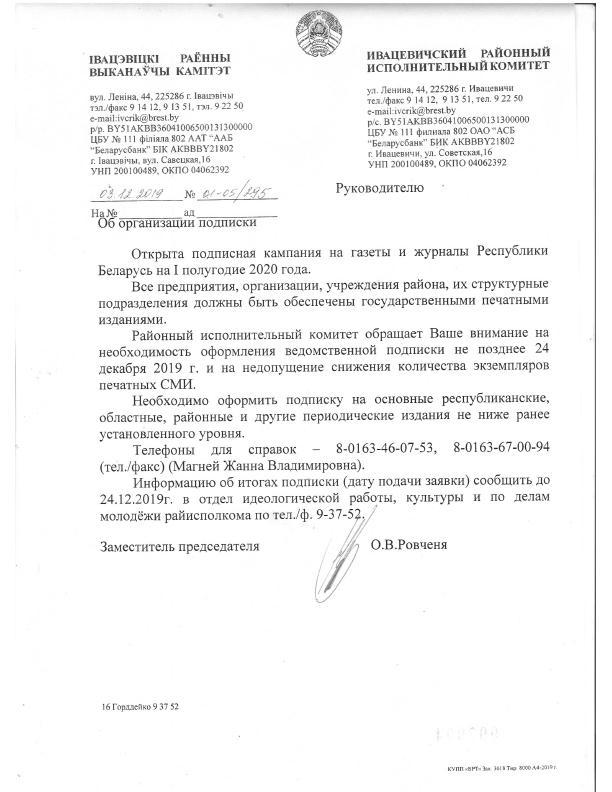 ІВАЦЭВІЦКІ РАЁННЫ
ВЫКАНАЎЧЫ КАМІТЭТ
вул. Леніна, 44, 225286 г. Івацэвічы
тэл./факс 9 14 12, 9 13 51, тэл. 9 22 50
e-mail:ivcrik@brest.by
р/р. BY51AKBB36041006500131300000
ЦБУ № 111 філіяла 802 ААТ “ААБ
“Беларусбанк” БІК AKBBBY21802
г. Івацэвічы, вул. Савецкая,16
УНП 200100489, ОКПО 04062392
ИВАЦЕВИЧСКИЙ РАЙОННЫЙ
ИСПОЛНИТЕЛЬНЫЙ КОМИТЕТ
ул. Ленина, 44, 225286 г. Ивацевичи
тел./факс 9 14 12, 9 13 51, тел. 9 22 50
e-mail:ivcrik@brest.by
р/с. BY51AKBB36041006500131300000
ЦБУ № 111 филиала 802 ОАО “АСБ
“Беларусбанк” БИК AKBBBY21802
г. Ивацевичи, ул. Советская,16
УНП 200100489, ОКПО 04062392
03.12.2019 № 01-05/295
На № ад
Руководителю
Об организации подписки
Открыта подписная кампания на газеты и журналы Республики
Беларусь на I полугодие 2020 года.
Все предприятия, организации, учреждения района, их структурные
подразделения должны быть обеспечены государственными печатными
изданиями.
Районный исполнительный комитет обращает Ваше внимание на
необходимость оформления ведомственной подписки не позднее 24
декабря 2019 г. и на недопущение снижения количества экземпляров
печатных СМИ.
Необходимо оформить подписку на основные республиканские,
областные, районные и другие периодические издания не ниже ранее
установленного уровня.
Телефоны для справок – 8-0163-46-07-53, 8-0163-67-00-94
(тел./факс) (Магней Жанна Владимировна).
Информацию об итогах подписки (дату подачи заявки) сообщить до
24.12.2019г. в отдел идеологической работы, культуры и по делам
молодёжи райисполкома по тел./ф. 9-37-52.
Заместитель председателя О.В.Ровченя
16 Горддейко 9 37 52
КУПП «ВРТ» Зак. 3618 Тир. 8000 А4-2019 г.